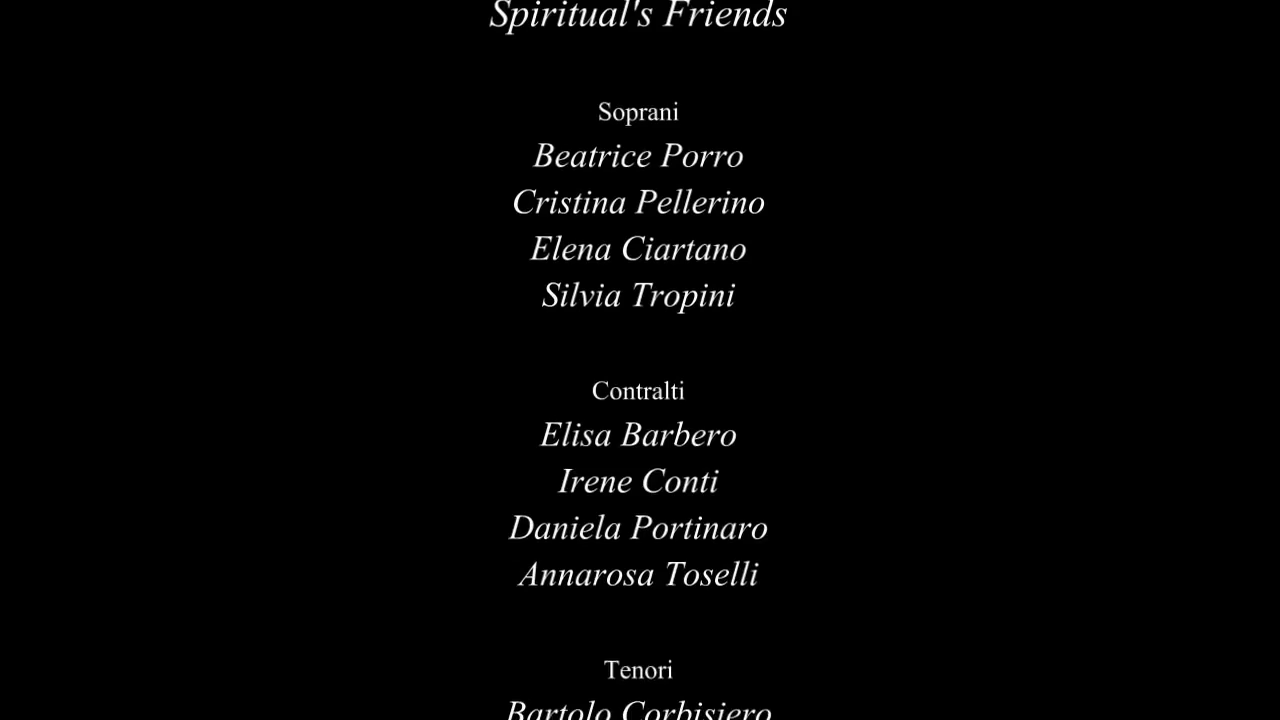 Spiritual's Friends
Soprani
Beatrice Porro
Cristina Pellerino
Elena Ciartano
Silvia Tropini
Contralti
Elisa Barbero
Irene Conti
Daniela Portinaro
Annarosa Toselli
Tenori
Bartolo Corbisiero